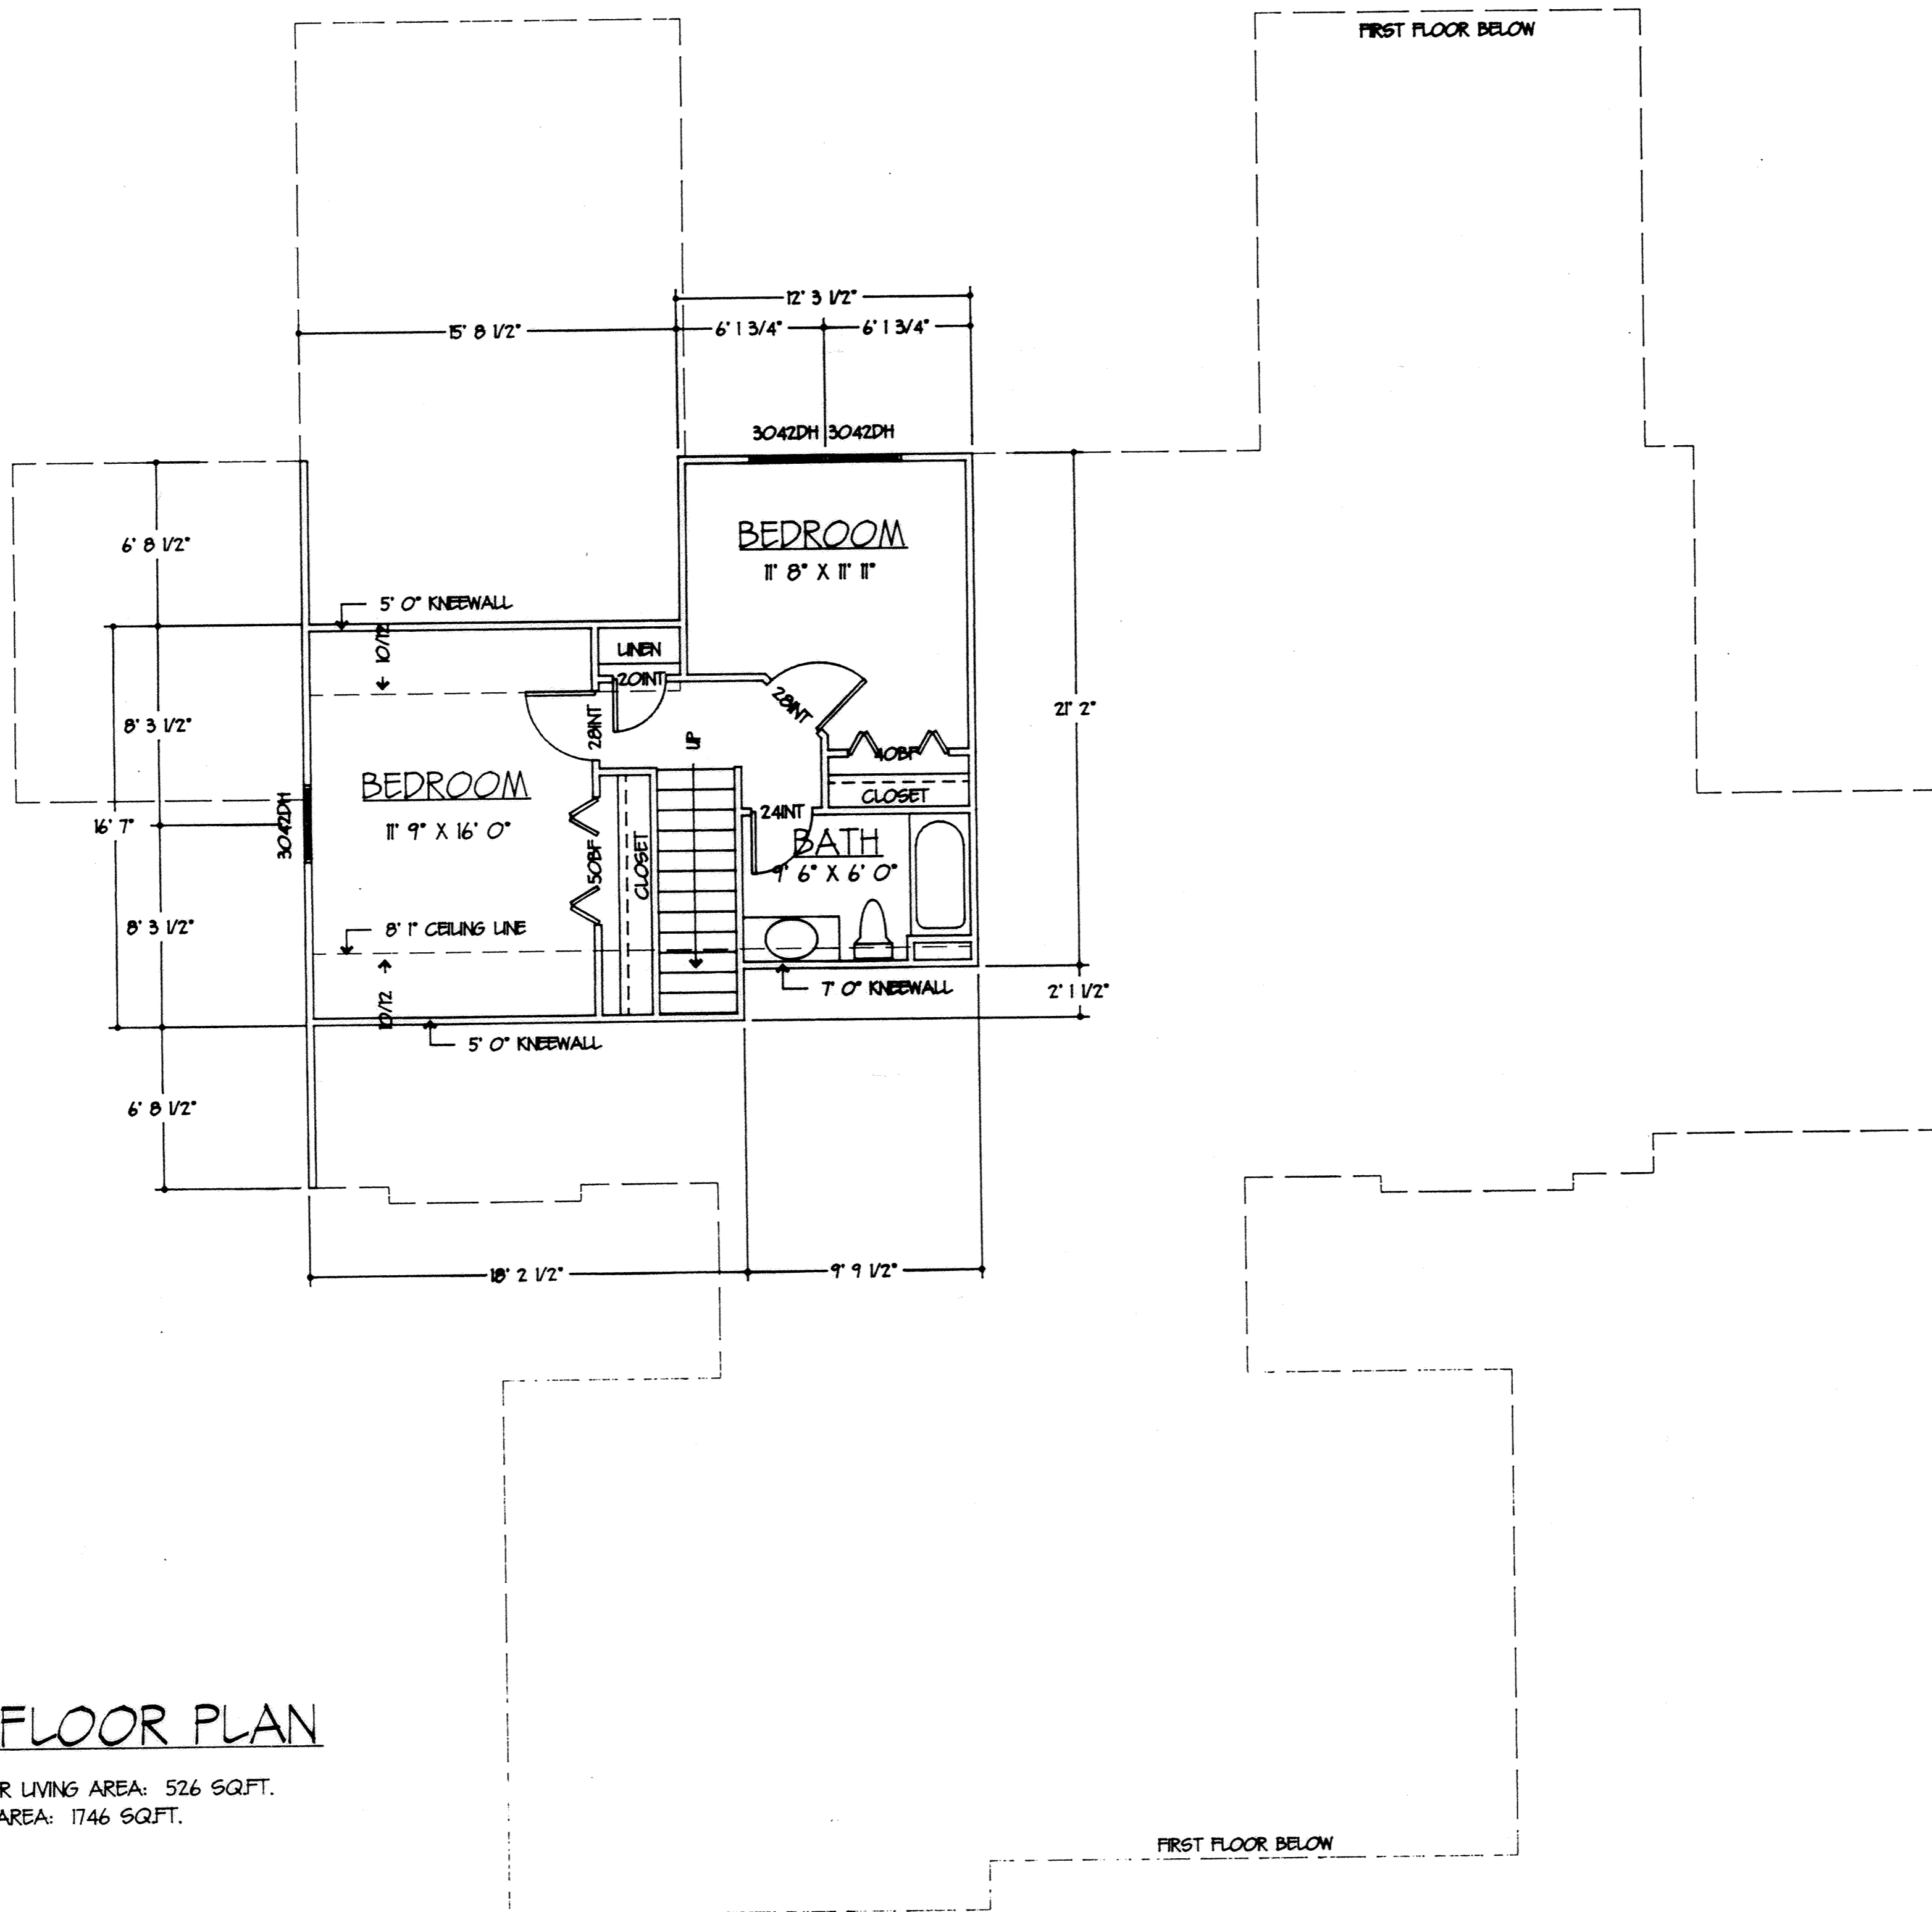 FIRST FLOOR BELOW
12' 3 1/2"
15' 8 1/2"
6' 1 3/4"
6' 1 3/4"
3042DH
3042DH
BEDROOM
11' 8" X 11' 11"
6' 8 1/2"
5' 0" KNEEWALL
10/12
LINEN
20INT
28INT
28INT
UP
21' 2"
8' 3 1/2"
40BF
CLOSET
BEDROOM
11' 9" X 16' 0"
3042DH
16' 7"
24INT
BATH
9' 6" X 6' 0"
50BF
CLOSET
8' 3 1/2"
8' 1" CEILING LINE
10/12
7' 0" KNEEWALL
2' 1 1/2"
5' 0" KNEEWALL
6' 8 1/2"
18' 2 1/2"
9' 9 1/2"
FLOOR PLAN
R LIVING AREA: 526 SQ.FT.
AREA: 1746 SQ.FT.
FIRST FLOOR BELOW